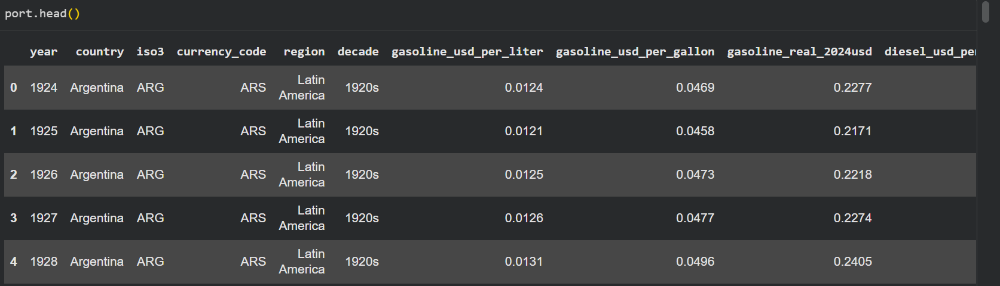 port.head()
year country iso3 currency_code region decade gasoline_usd_per_liter gasoline_usd_per_gallon gasoline_real_2024usd diesel_usd_per
0 1924 Argentina ARG ARS Latin America 1920s 0.0124 0.0469 0.2277
1 1925 Argentina ARG ARS Latin America 1920s 0.0121 0.0458 0.2171
2 1926 Argentina ARG ARS Latin America 1920s 0.0125 0.0473 0.2218
3 1927 Argentina ARG ARS Latin America 1920s 0.0126 0.0477 0.2274
4 1928 Argentina ARG ARS Latin America 1920s 0.0131 0.0496 0.2405